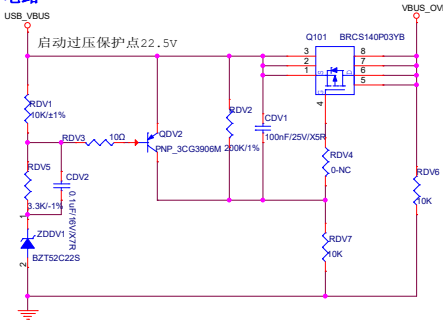 USB_VBUS
VBUS_OV
启动过压保护点22.5V
Q101
BRCS140P03YB
3
2
1
8
7
6
5
4
RDV1
10K/±1%
RDV3
10Ω
QDV2
PNP_3CG3906M
RDV2
200K/1%
CDV1
100nF/25V/X5R
RDV5
3.3K/-1%
CDV2
0.1uF/16V/X7R
RDV4
0-NC
RDV6
10K
1
ZDDV1
BZT52C22S
2
RDV7
10K